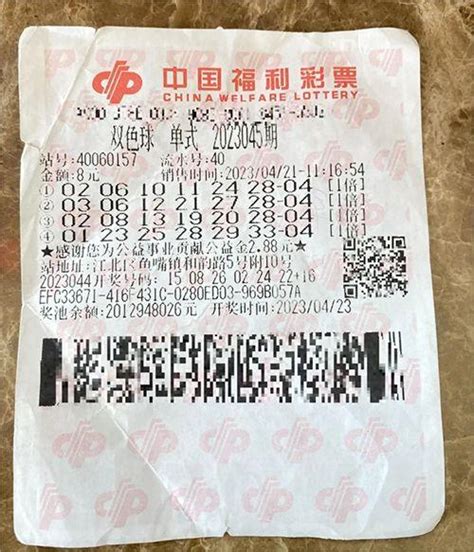 中国福利彩票
CHINA WELFARE LOTTERY
双色球 单式 2023045期
站号:40060157 流水号:40
金额:8元 销售时间:2023/04/21-11:16:54
① 02 06 10 11 24 28-04 [1倍]
② 03 06 12 21 24 28-04 [1倍]
③ 02 08 13 19 20 28-04 [1倍]
④ 01 23 25 28 29 33-04 [1倍]
★感谢您为公益事业贡献公益金2.88元★
站地址:江北区鱼嘴镇和韵路5号附10号
2023044开奖号码: 15 08 26 02 24 22+16
EFC33671-416F431C-0280ED03-969B057A
奖池余额:2012948026元/开奖时间:2023/04/23